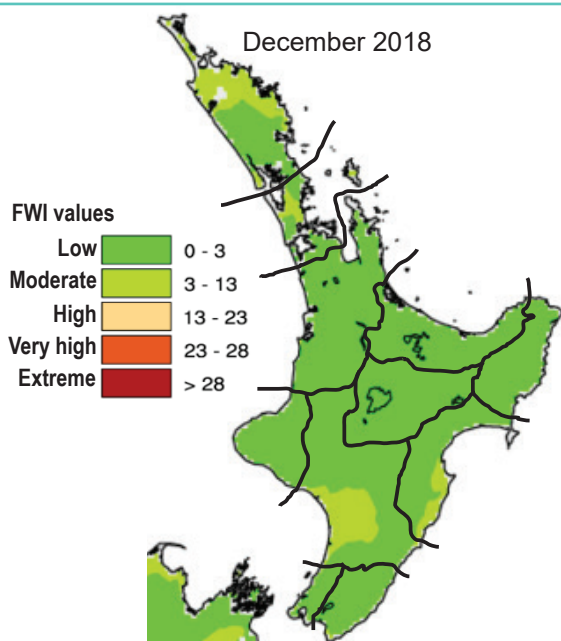 December 2018
FWI values
Low 0 - 3
Moderate 3 - 13
High 13 - 23
Very high 23 - 28
Extreme > 28